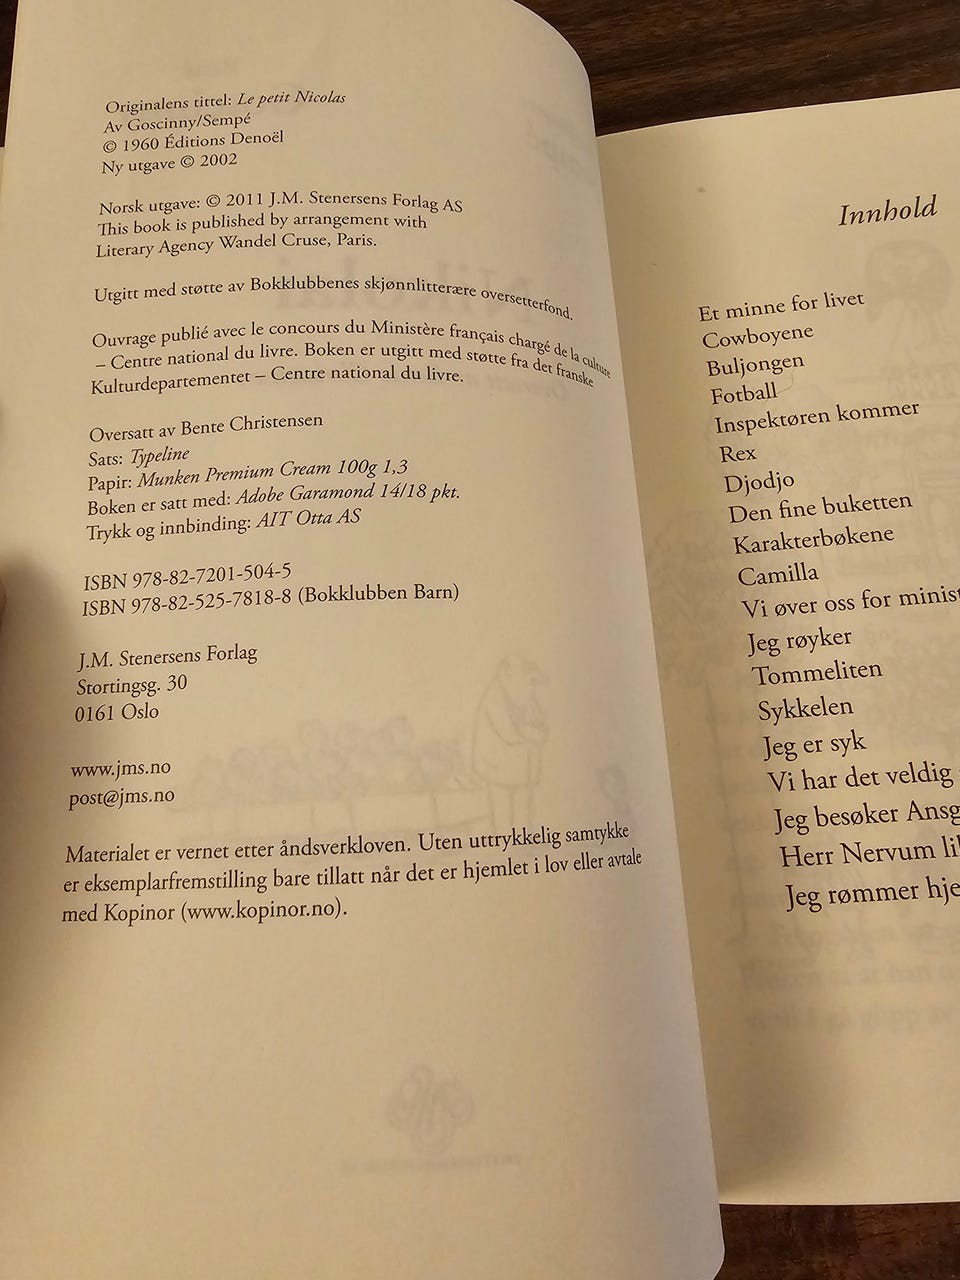 Originalens tittel: Le petit Nicolas
Av Goscinny/Sempé
© 1960 Éditions Denoël
Ny utgave © 2002
Norsk utgave: © 2011 J.M. Stenersens Forlag AS
This book is published by arrangement with
Literary Agency Wandel Cruse, Paris.
Utgitt med støtte av Bokklubbenes skjønnlitterære oversetterfond.
Ouvrage publié avec le concours du Ministère français chargé de la culture
– Centre national du livre. Boken er utgitt med støtte fra det franske
Kulturdepartementet – Centre national du livre.
Oversatt av Bente Christensen
Sats: Typeline
Papir: Munken Premium Cream 100g 1,3
Boken er satt med: Adobe Garamond 14/18 pkt.
Trykk og innbinding: AIT Otta AS
ISBN 978-82-7201-504-5
ISBN 978-82-525-7818-8 (Bokklubben Barn)
J.M. Stenersens Forlag
Stortingsg. 30
0161 Oslo
www.jms.no
post@jms.no
Materialet er vernet etter åndsverkloven. Uten uttrykkelig samtykke
er eksemplarfremstilling bare tillatt når det er hjemlet i lov eller avtale
med Kopinor (www.kopinor.no).
Innhold
Et minne for livet
Cowboyene
Buljongen
Fotball
Inspektøren kommer
Rex
Djodjo
Den fine buketten
Karakterbøkene
Camilla
Vi øver oss for minist
Jeg røyker
Tommeliten
Sykkelen
Jeg er syk
Vi har det veldig
Jeg besøker Ansg
Herr Nervum lil
Jeg rømmer hje